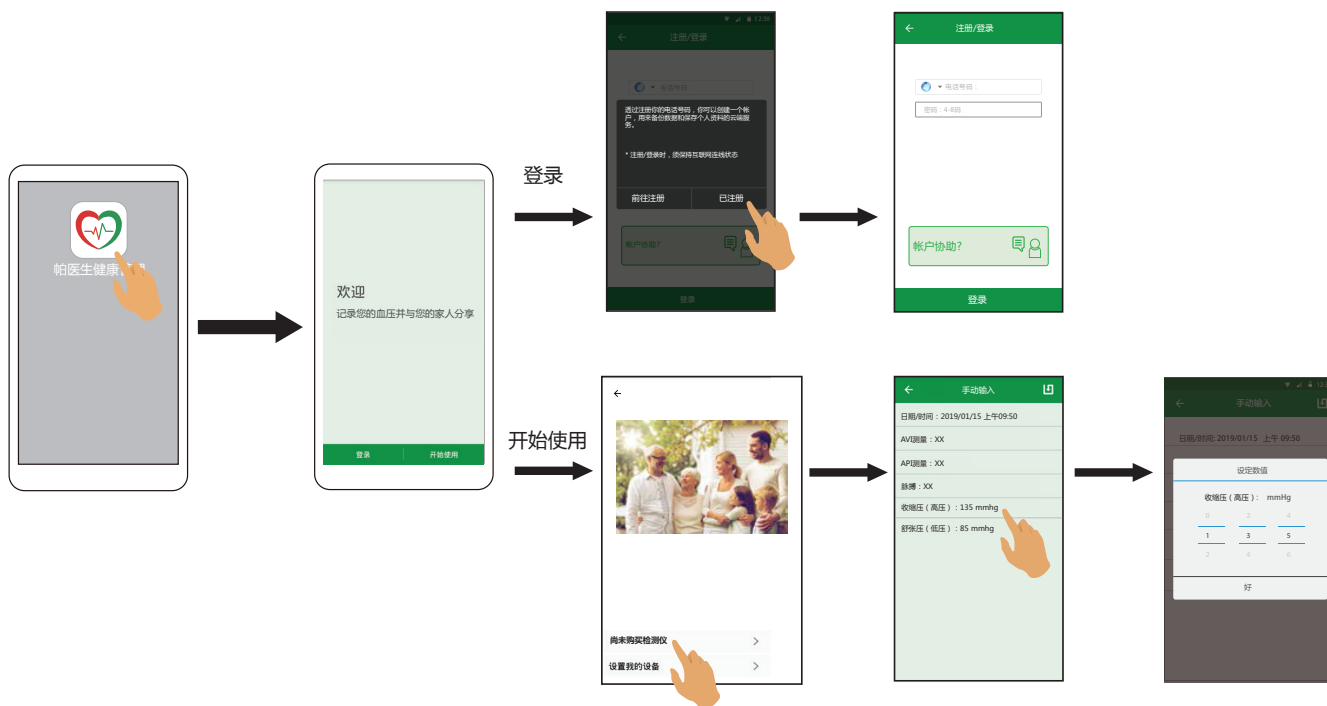 帕医生健康
欢迎
记录您的血压并与您的家人分享
登录
开始使用
登录
12:50
注册/登录
电话号码
透过注册你的电话号码，你可以创建一个帐
户，用来备份数据和保存个人资料的云端服
务。
* 注册/登录时，须保持互联网连线状态
前往注册
已注册
帐户协助?
登录
注册/登录
电话号码：
密码：4-8码
帐户协助?
登录
开始使用
尚未购买检测仪
设置我的设备
手动输入
日期/时间：2019/01/15 上午09:50
AVI测量：XX
API测量：XX
脉搏：XX
收缩压（高压）：135 mmhg
舒张压（低压）：85 mmhg
手动输入
日期/时间: 2019/01/15 上午 09:50
设定数值
收缩压（高压）: mmHg
0 2 4
1 3 5
2 4 6
好